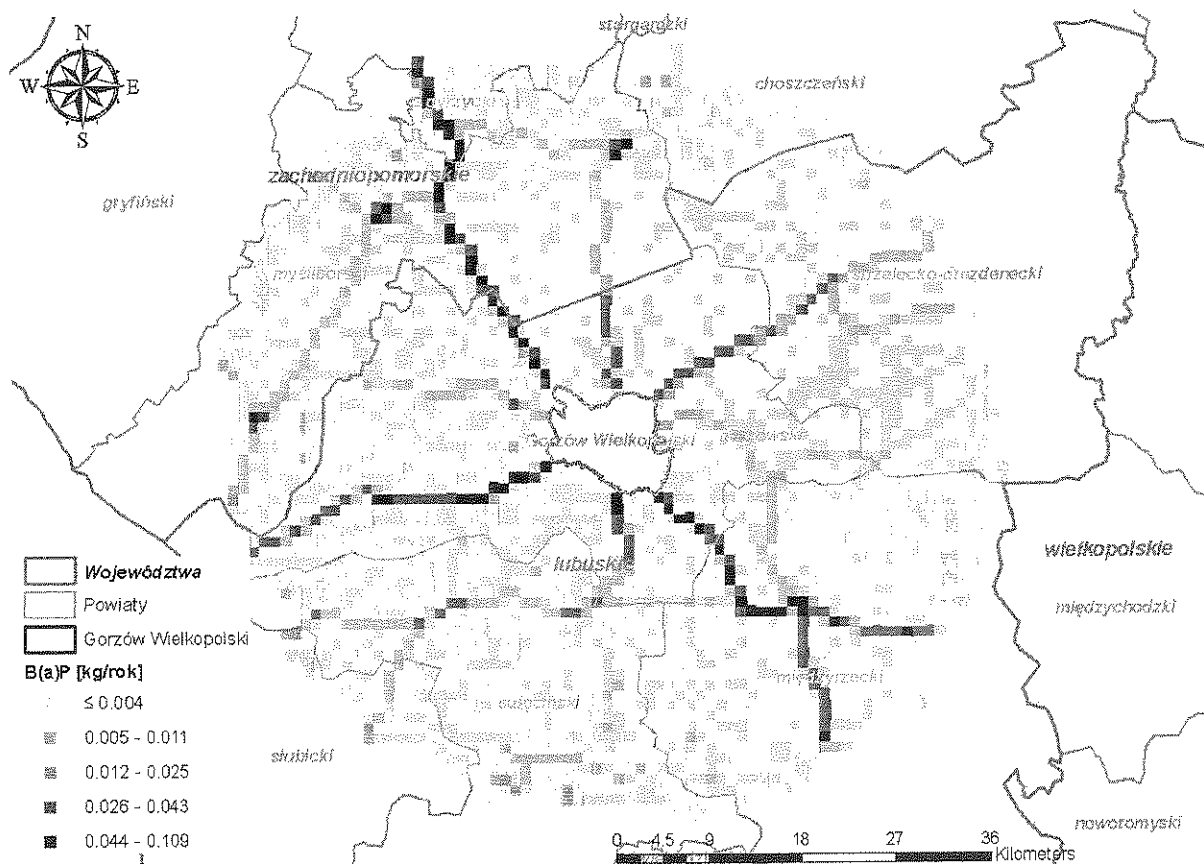 N
W E
S
stargardzki
choszczeński
zachodniopomorskie
gryfiński
strzelecko-drezdenecki
Gorzów Wielkopolski
lubuskie
wielkopolskie
międzychodzki
międzyrzecki
sulęciński
słubicki
nowotomyski
Województwa
Powiaty
Gorzów Wielkopolski
B(a)P [kg/rok]
≤ 0.004
0.005 - 0.011
0.012 - 0.025
0.026 - 0.043
0.044 - 0.109
0 4,5 9 18 27 36
Kilometers